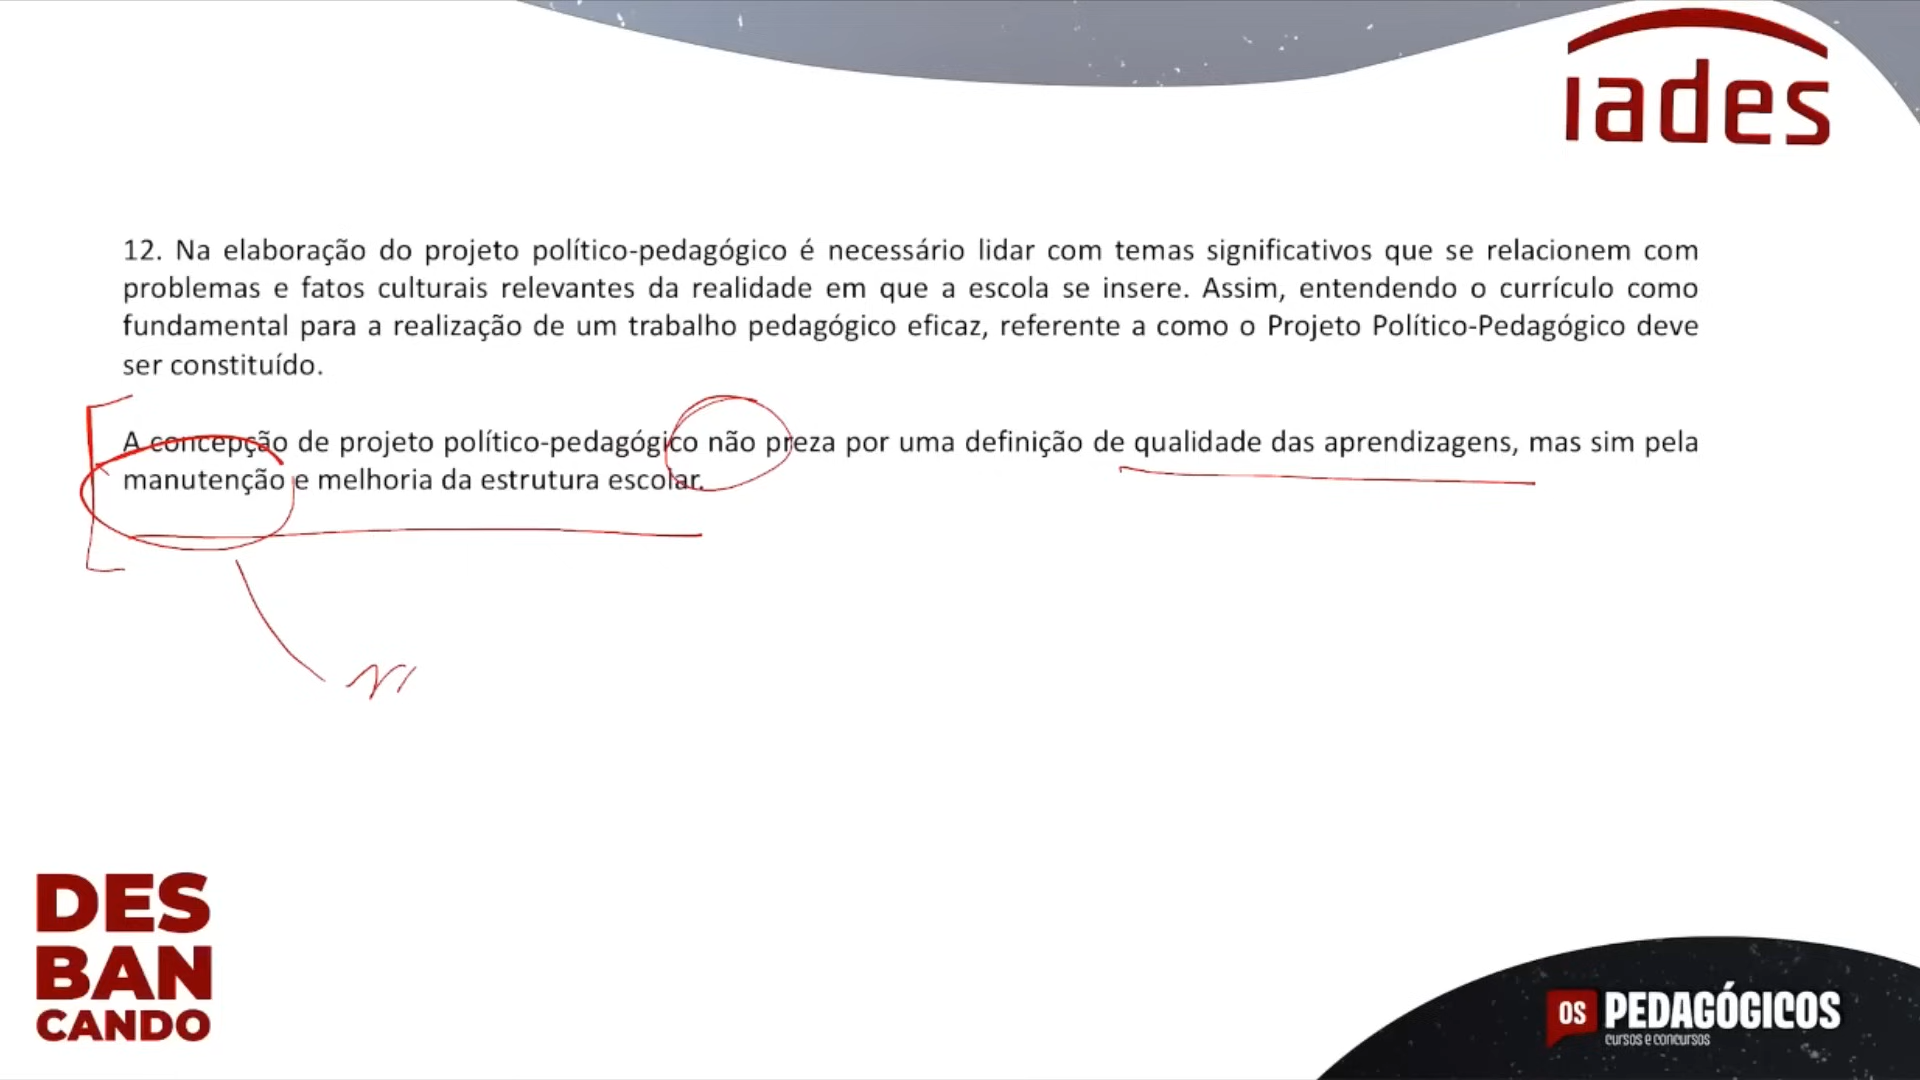 iades
12. Na elaboração do projeto político-pedagógico é necessário lidar com temas significativos que se relacionem com
problemas e fatos culturais relevantes da realidade em que a escola se insere. Assim, entendendo o currículo como
fundamental para a realização de um trabalho pedagógico eficaz, referente a como o Projeto Político-Pedagógico deve
ser constituído.
A concepção de projeto político-pedagógico não preza por uma definição de qualidade das aprendizagens, mas sim pela
manutenção e melhoria da estrutura escolar.
DES
BAN
CANDO
OS PEDAGÓGICOS
cursos e concursos